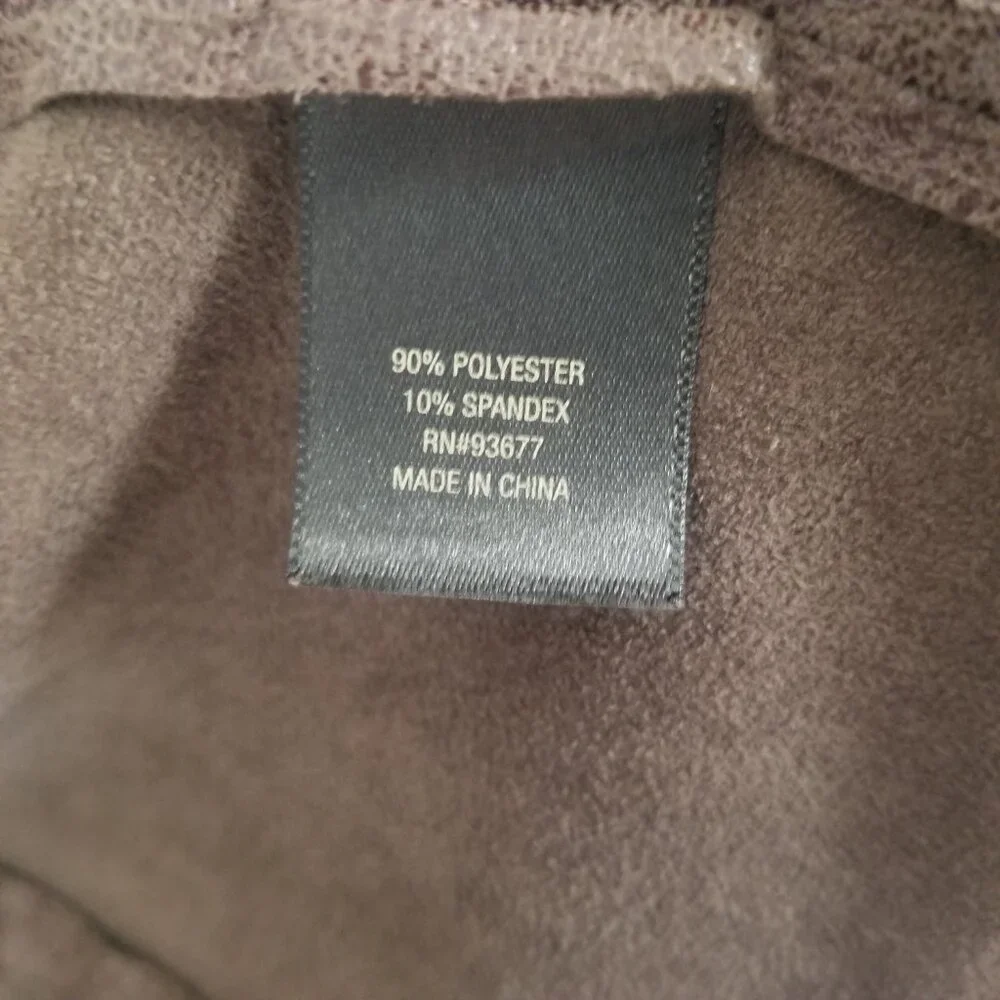 90% POLYESTER
10% SPANDEX
RN#93677
MADE IN CHINA